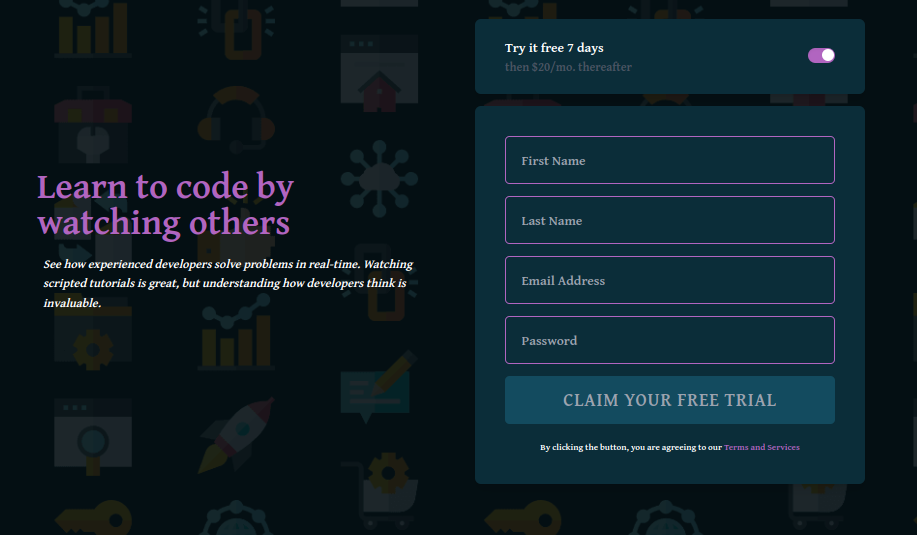 Learn to code by
watching others
See how experienced developers solve problems in real-time. Watching
scripted tutorials is great, but understanding how developers think is
invaluable.
Try it free 7 days
then $20/mo. thereafter
First Name
Last Name
Email Address
Password
CLAIM YOUR FREE TRIAL
By clicking the button, you are agreeing to our Terms and Services